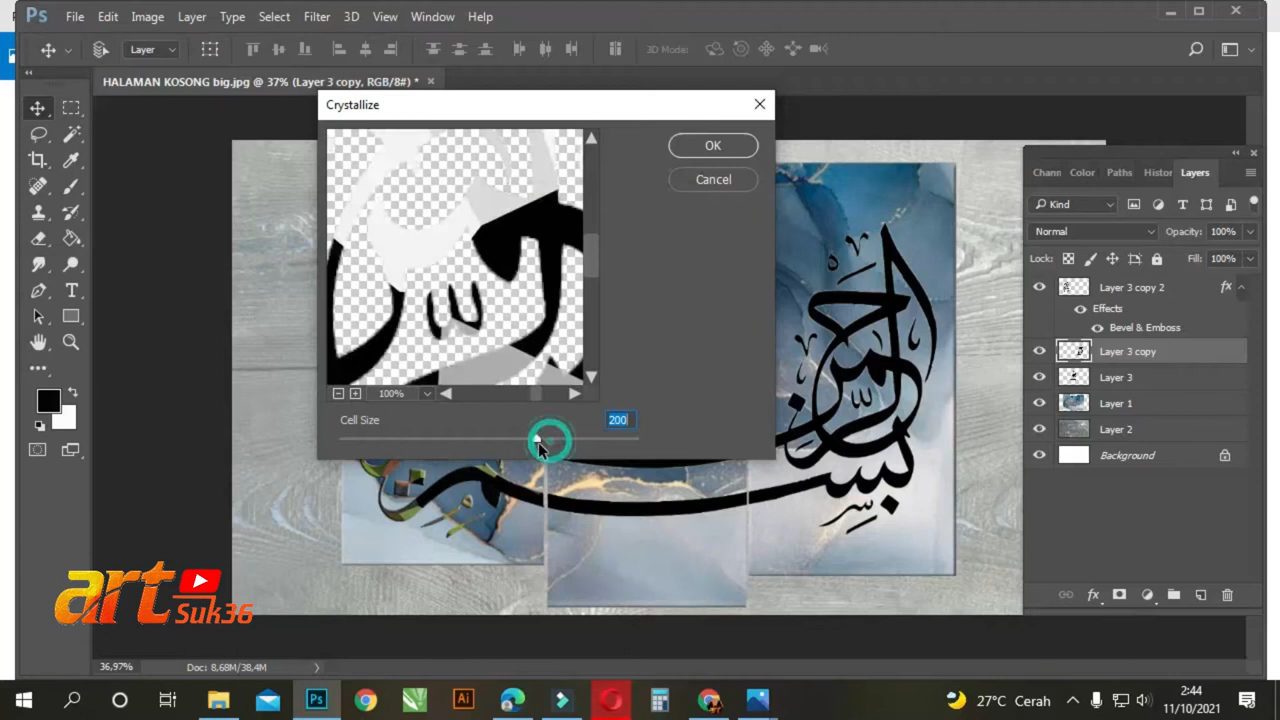 Ps File Edit Image Layer Type Select Filter 3D View Window Help
Layer 3D Mode:
HALAMAN KOSONG big.jpg @ 37% (Layer 3 copy, RGB/8#) *
Crystallize
OK
Cancel
100%
Cell Size 200
Chann Color Paths Histor Layers
Kind
Normal Opacity: 100%
Lock: Fill: 100%
Layer 3 copy 2 fx
Effects
Bevel & Emboss
Layer 3 copy
Layer 3
Layer 1
Layer 2
Background
fx
art
Suk36
36,97% Doc: 8,68M/38,4M
Ps Ai 27°C Cerah 2:44
11/10/2021